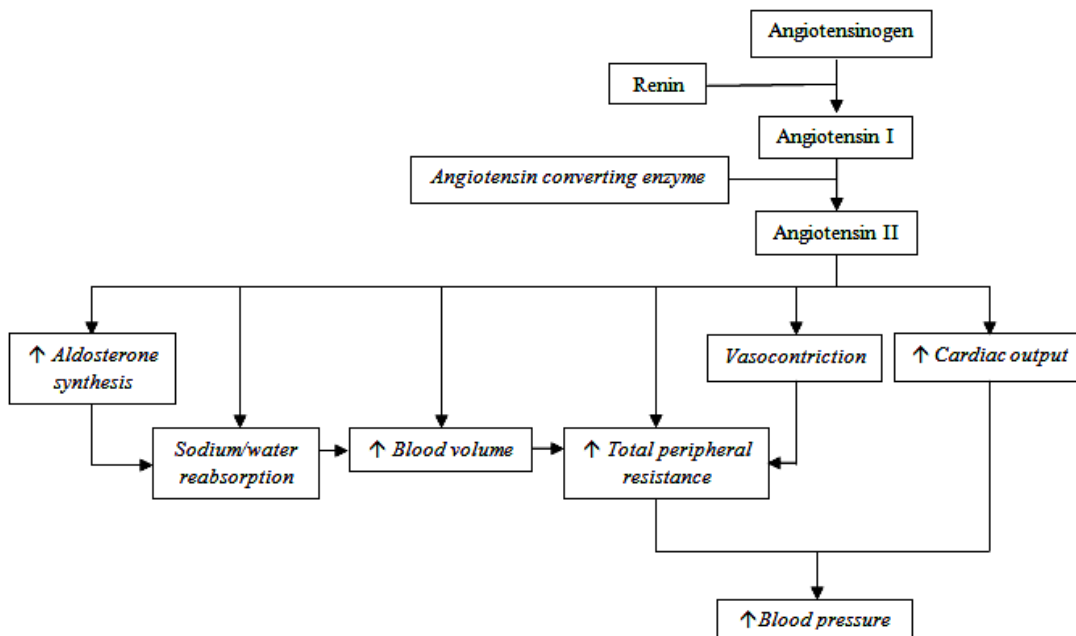 Angiotensinogen
Renin
Angiotensin I
Angiotensin converting enzyme
Angiotensin II
↑ Aldosterone
synthesis
Vasocontriction
↑ Cardiac output
Sodium/water
reabsorption
↑ Blood volume
↑ Total peripheral
resistance
↑Blood pressure